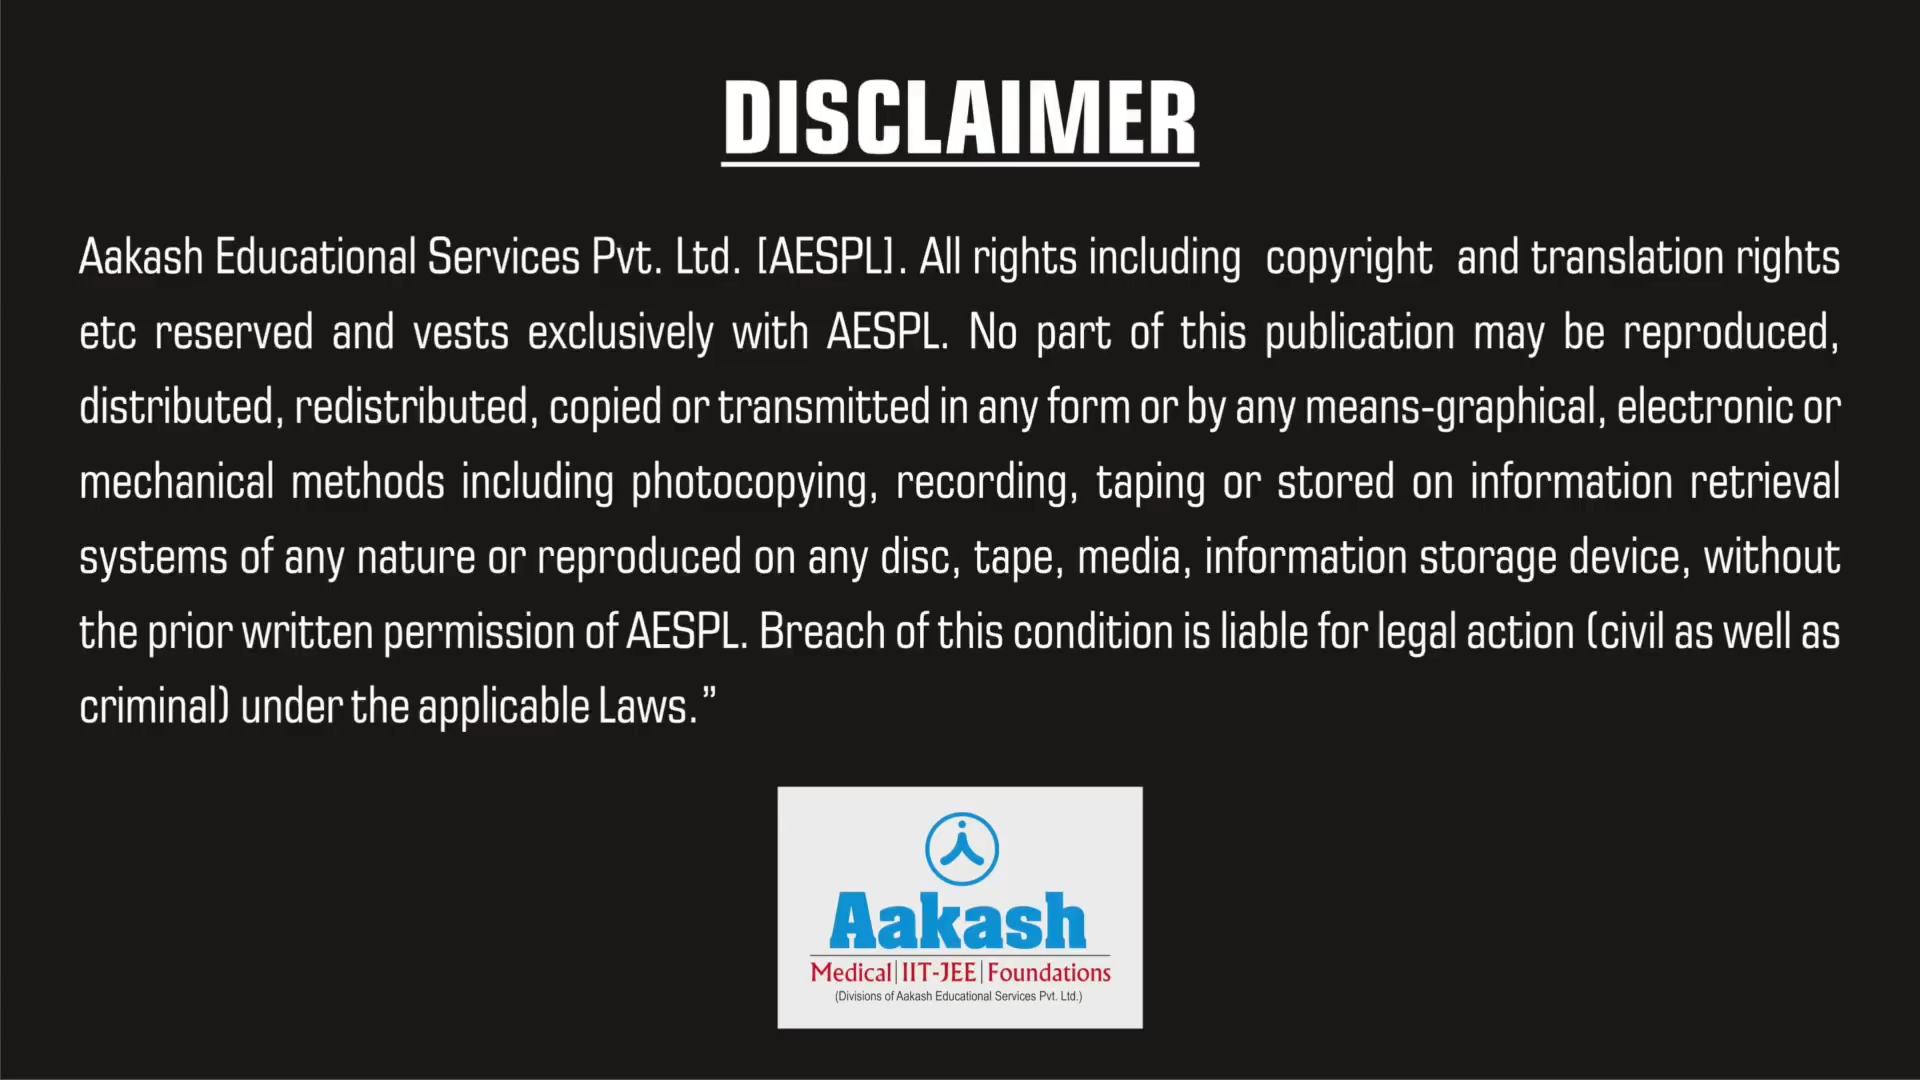 DISCLAIMER
Aakash Educational Services Pvt. Ltd. [AESPL]. All rights including copyright and translation rights
etc reserved and vests exclusively with AESPL. No part of this publication may be reproduced,
distributed, redistributed, copied or transmitted in any form or by any means-graphical, electronic or
mechanical methods including photocopying, recording, taping or stored on information retrieval
systems of any nature or reproduced on any disc, tape, media, information storage device, without
the prior written permission of AESPL. Breach of this condition is liable for legal action (civil as well as
criminal) under the applicable Laws.”
Aakash
Medical|IIT-JEE|Foundations
(Divisions of Aakash Educational Services Pvt. Ltd.)